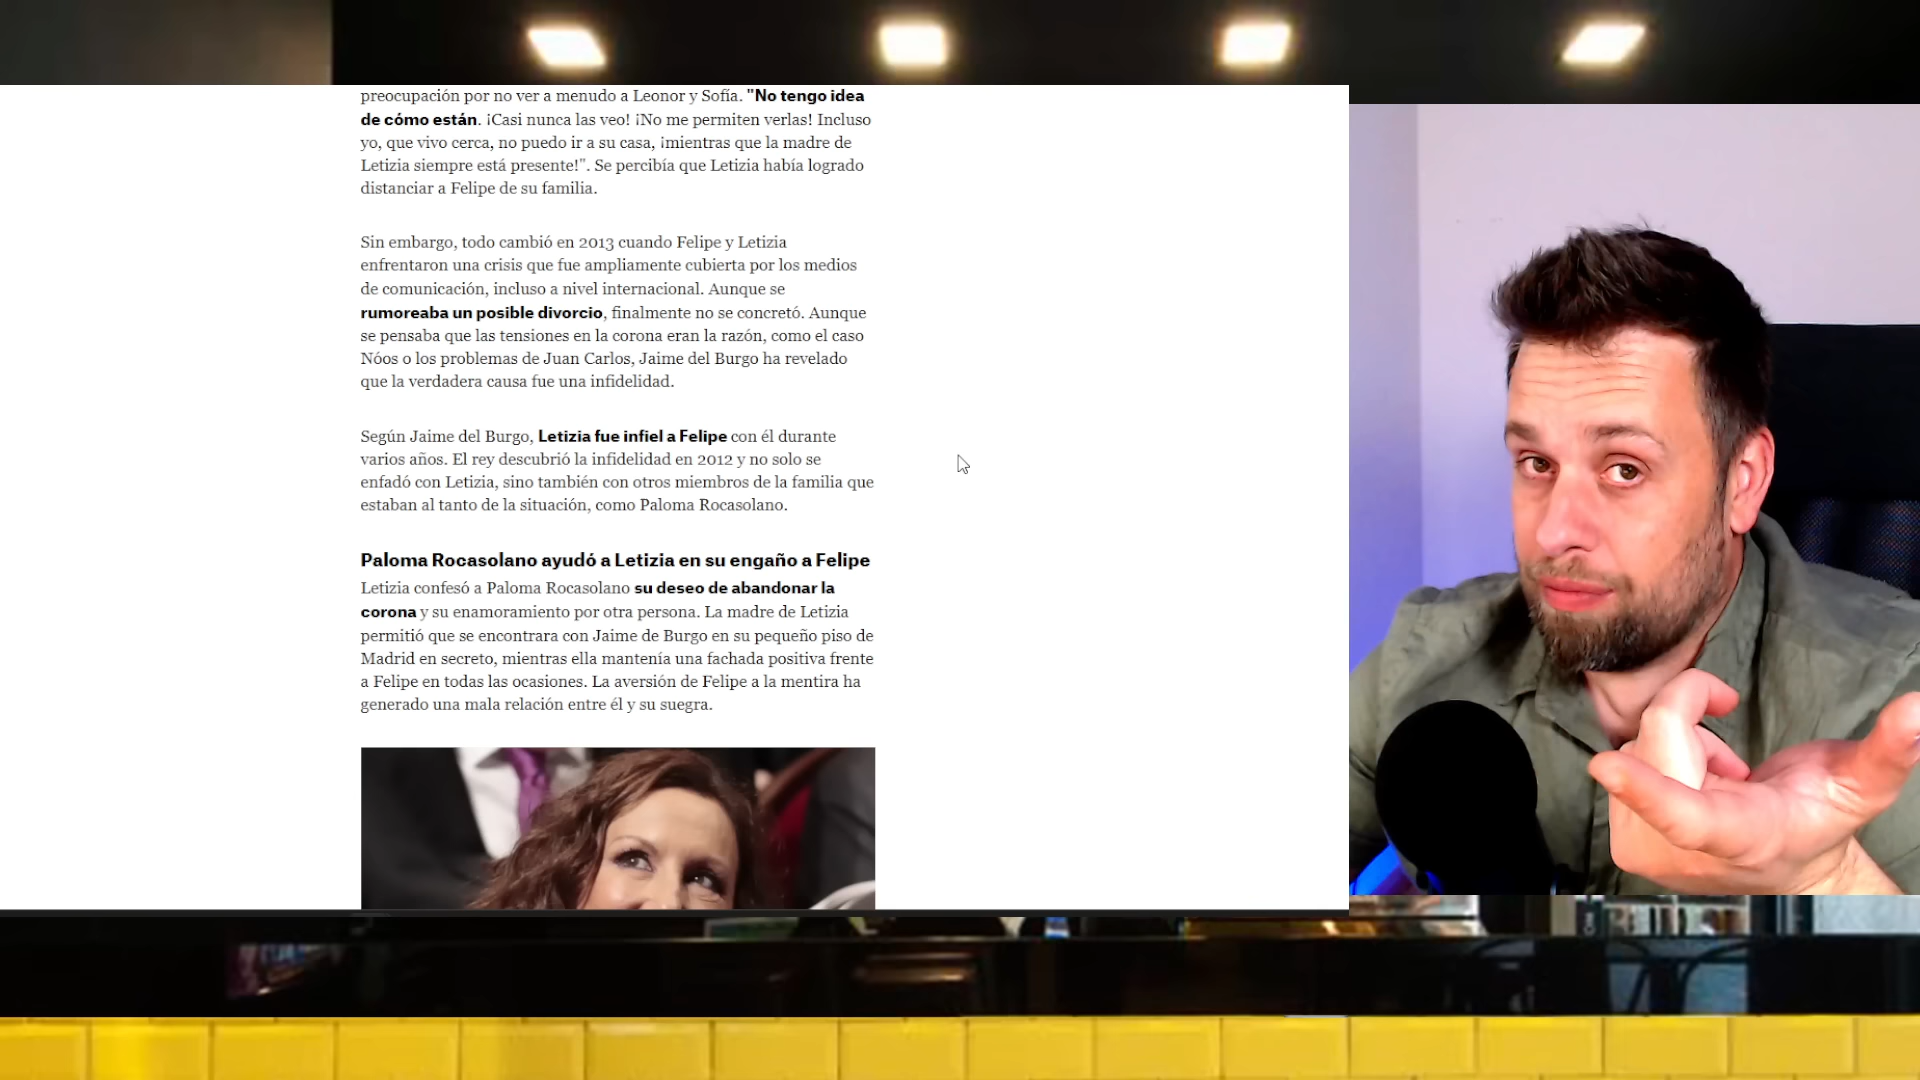 preocupación por no ver a menudo a Leonor y Sofía. "No tengo idea
de cómo están. ¡Casi nunca las veo! ¡No me permiten verlas! Incluso
yo, que vivo cerca, no puedo ir a su casa, ¡mientras que la madre de
Letizia siempre está presente!". Se percibía que Letizia había logrado
distanciar a Felipe de su familia.
Sin embargo, todo cambió en 2013 cuando Felipe y Letizia
enfrentaron una crisis que fue ampliamente cubierta por los medios
de comunicación, incluso a nivel internacional. Aunque se
rumoreaba un posible divorcio, finalmente no se concretó. Aunque
se pensaba que las tensiones en la corona eran la razón, como el caso
Nóos o los problemas de Juan Carlos, Jaime del Burgo ha revelado
que la verdadera causa fue una infidelidad.
Según Jaime del Burgo, Letizia fue infiel a Felipe con él durante
varios años. El rey descubrió la infidelidad en 2012 y no solo se
enfadó con Letizia, sino también con otros miembros de la familia que
estaban al tanto de la situación, como Paloma Rocasolano.
Paloma Rocasolano ayudó a Letizia en su engaño a Felipe
Letizia confesó a Paloma Rocasolano su deseo de abandonar la
corona y su enamoramiento por otra persona. La madre de Letizia
permitió que se encontrara con Jaime de Burgo en su pequeño piso de
Madrid en secreto, mientras ella mantenía una fachada positiva frente
a Felipe en todas las ocasiones. La aversión de Felipe a la mentira ha
generado una mala relación entre él y su suegra.